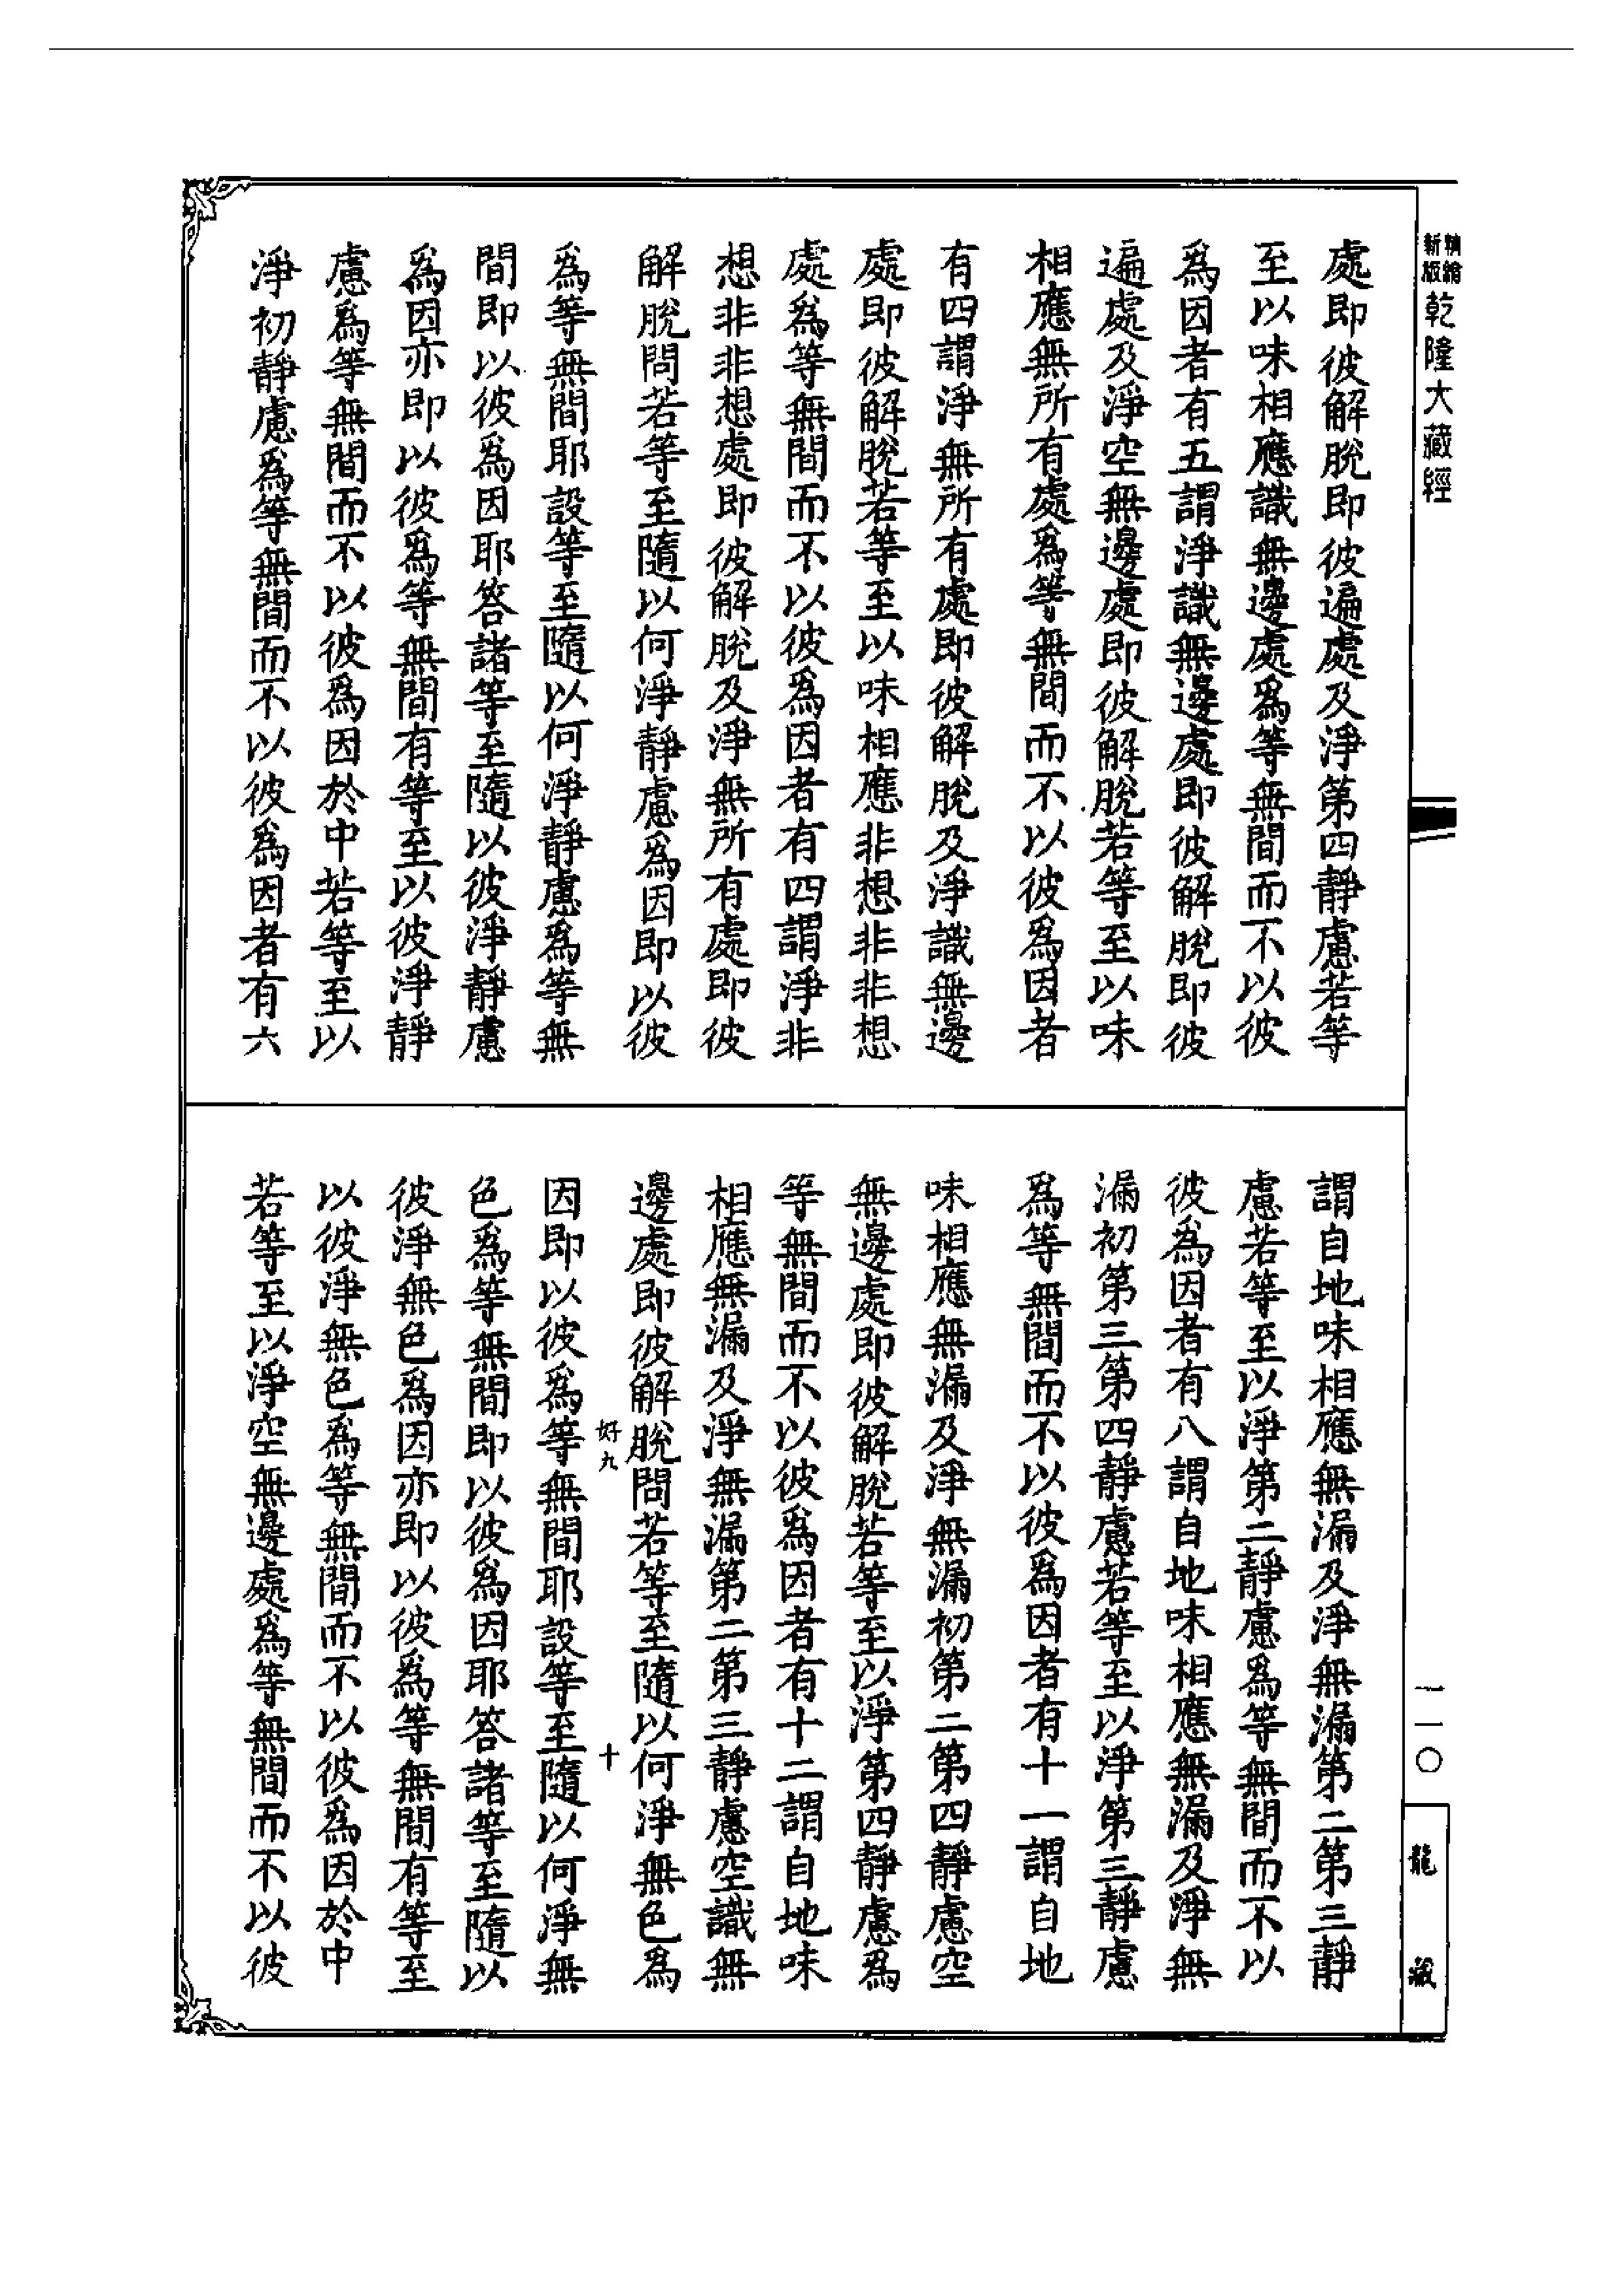 精繪新版乾隆大藏經
處即彼解脫即彼遍處及淨第四靜慮若等
至以味相應識無邊處爲等無間而不以彼
爲因者有五謂淨識無邊處即彼解脫即彼
遍處及淨空無邊處即彼解脫若等至以味
相應無所有處爲等無間而不以彼爲因者
有四謂淨無所有處即彼解脫及淨識無邊
處即彼解脫若等至以味相應非想非非想
處爲等無間而不以彼爲因者有四謂淨非
想非非想處即彼解脫及淨無所有處即彼
解脫問若等至隨以何淨靜慮爲因即以彼
爲等無間耶設等至隨以何淨靜慮爲等無
間即以彼爲因耶答諸等至隨以彼淨靜慮
爲因亦即以彼爲等無間有等至以彼淨靜
慮爲等無間而不以彼爲因於中若等至以
淨初靜慮爲等無間而不以彼爲因者有六
謂自地味相應無漏及淨無漏第二第三靜
慮若等至以淨第二靜慮爲等無間而不以
彼爲因者有八謂自地味相應無漏及淨無
漏初第三第四靜慮若等至以淨第三靜慮
爲等無間而不以彼爲因者有十一謂自地
味相應無漏及淨無漏初第二第四靜慮空
無邊處即彼解脫若等至以淨第四靜慮爲
等無間而不以彼爲因者有十二謂自地味
相應無漏及淨無漏第二第三靜慮空識無
邊處即彼解脫問若等至隨以何淨無色爲
好九 十
因即以彼爲等無間耶設等至隨以何淨無
色爲等無間即以彼爲因耶答諸等至隨以
彼淨無色爲因亦即以彼爲等無間有等至
以彼淨無色爲等無間而不以彼爲因於中
若等至以淨空無邊處爲等無間而不以彼
一一〇
龍藏